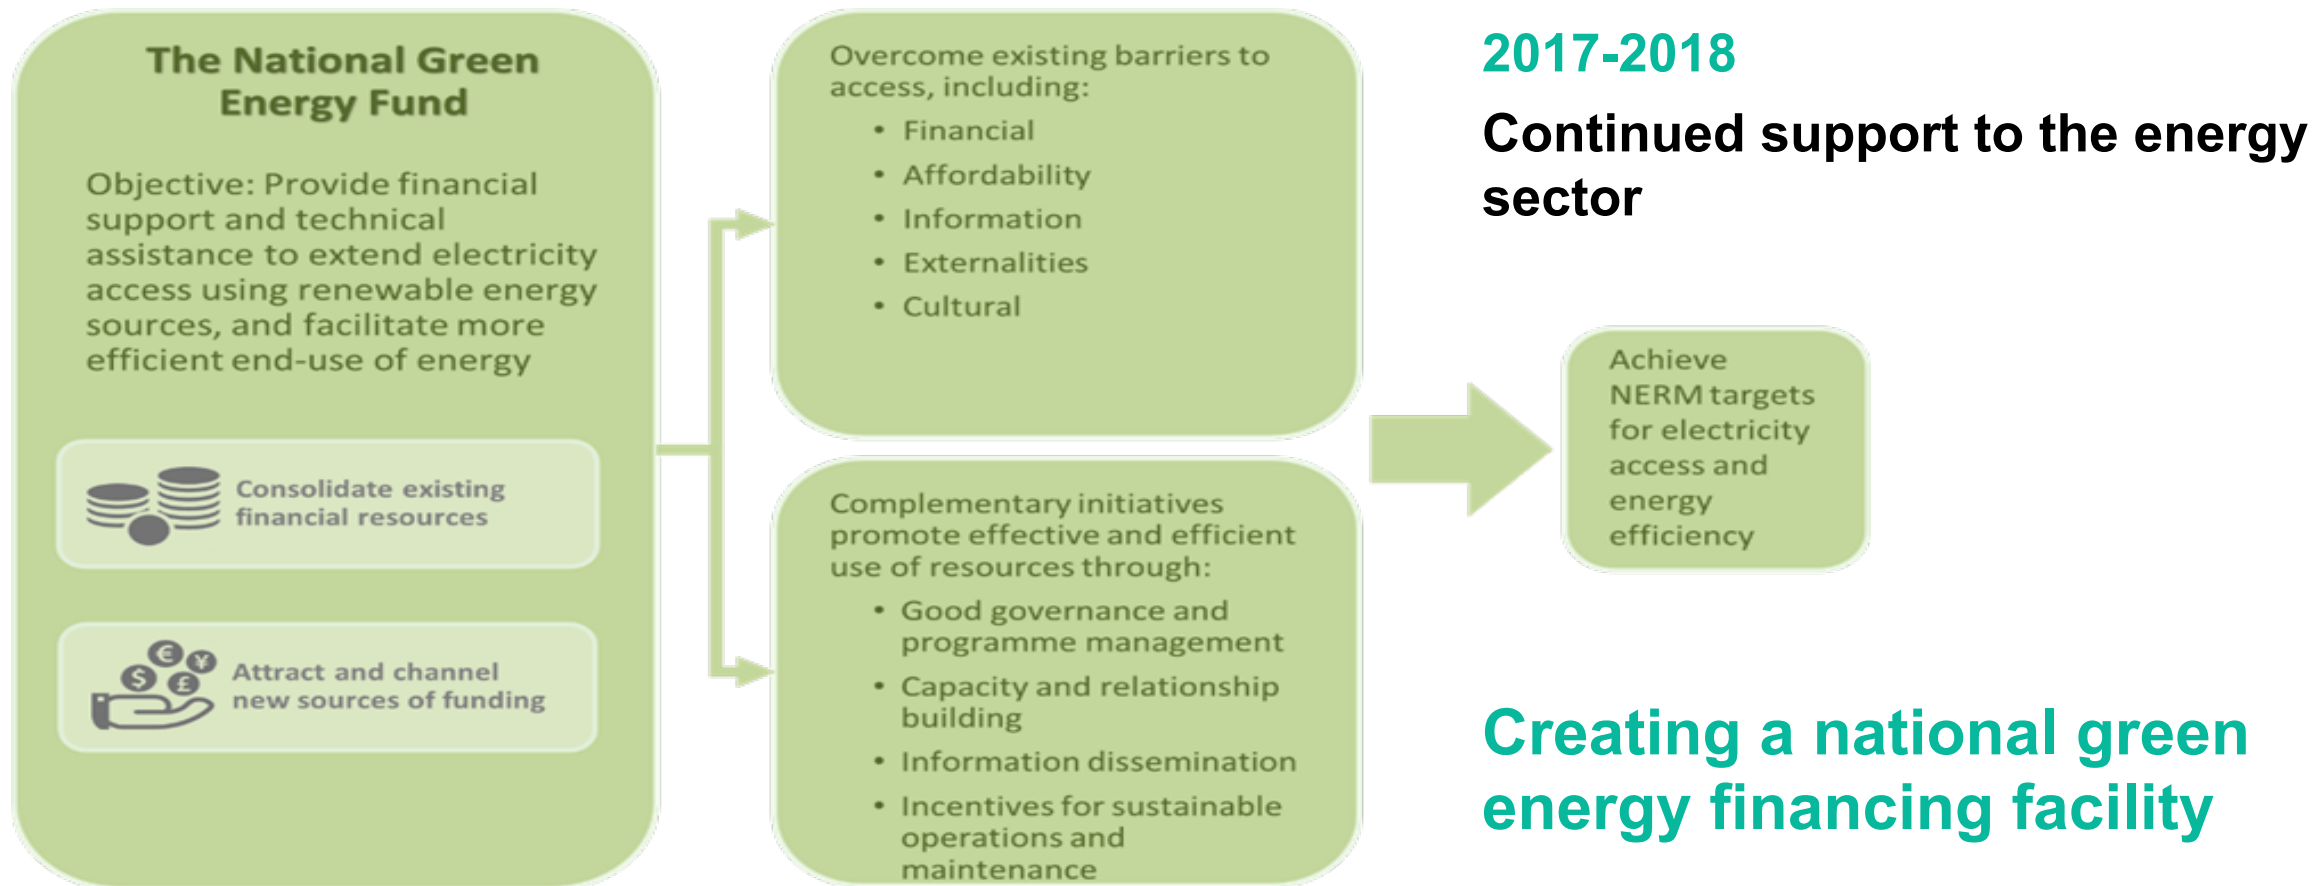 The National Green
Energy Fund
Objective: Provide financial
support and technical
assistance to extend electricity
access using renewable energy
sources, and facilitate more
efficient end-use of energy
Consolidate existing
financial resources
Attract and channel
new sources of funding
Overcome existing barriers to
access, including:
• Financial
• Affordability
• Information
• Externalities
• Cultural
Complementary initiatives
promote effective and efficient
use of resources through:
• Good governance and
programme management
• Capacity and relationship
building
• Information dissemination
• Incentives for sustainable
operations and
maintenance
2017-2018
Continued support to the energy
sector
Achieve
NERM targets
for electricity
access and
energy
efficiency
Creating a national green
energy financing facility